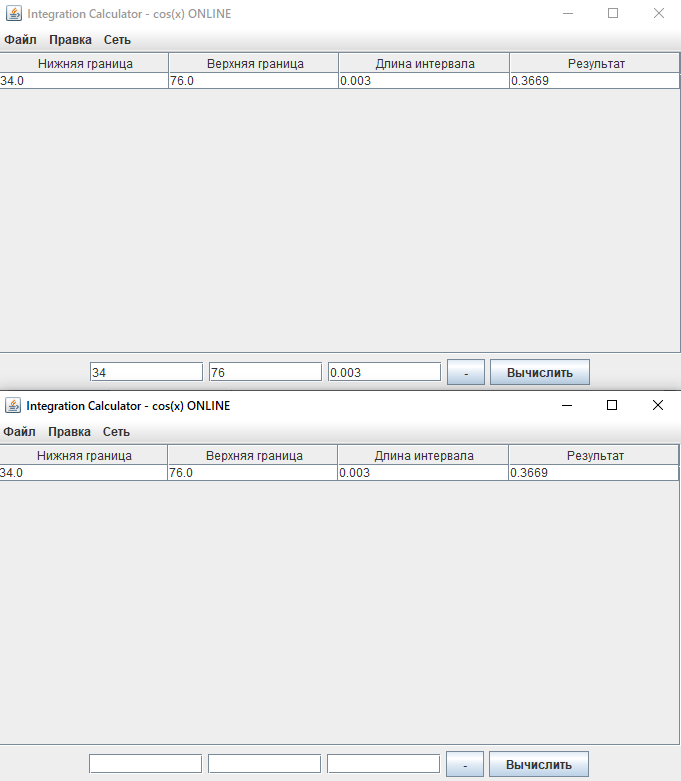 Integration Calculator - cos(x) ONLINE
Файл Правка Сеть
Нижняя граница Верхняя граница Длина интервала Результат
34.0 76.0 0.003 0.3669
34 76 0.003 - Вычислить
Integration Calculator - cos(x) ONLINE
Файл Правка Сеть
Нижняя граница Верхняя граница Длина интервала Результат
34.0 76.0 0.003 0.3669
- Вычислить